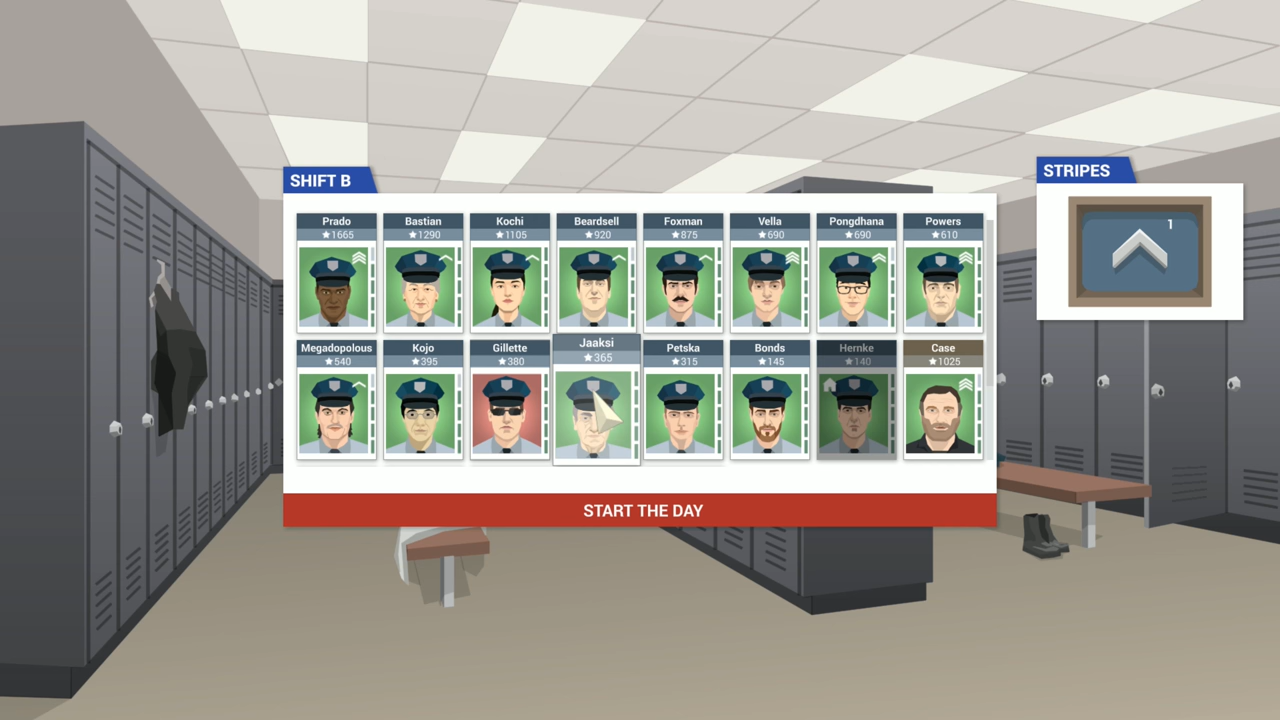 SHIFT B
STRIPES
1
Prado Bastian Kochi Beardsell Foxman Vella Pongdhana Powers
★1665 ★1290 ★1105 ★920 ★875 ★690 ★690 ★610
Megadopolous Kojo Gillette Jaaksi Petska Bonds Hernke Case
★540 ★395 ★380 ★365 ★315 ★145 ★140 ★1025
START THE DAY